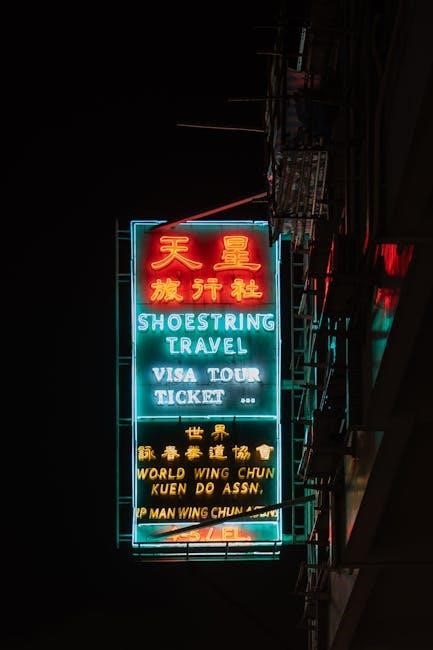 天星
旅行社
SHOESTRING
TRAVEL
VISA TOUR
TICKET ...
世界
詠春拳道協會
WORLD WING CHUN
KUEN DO ASSN.
IP MAN WING CHUN ASSN.